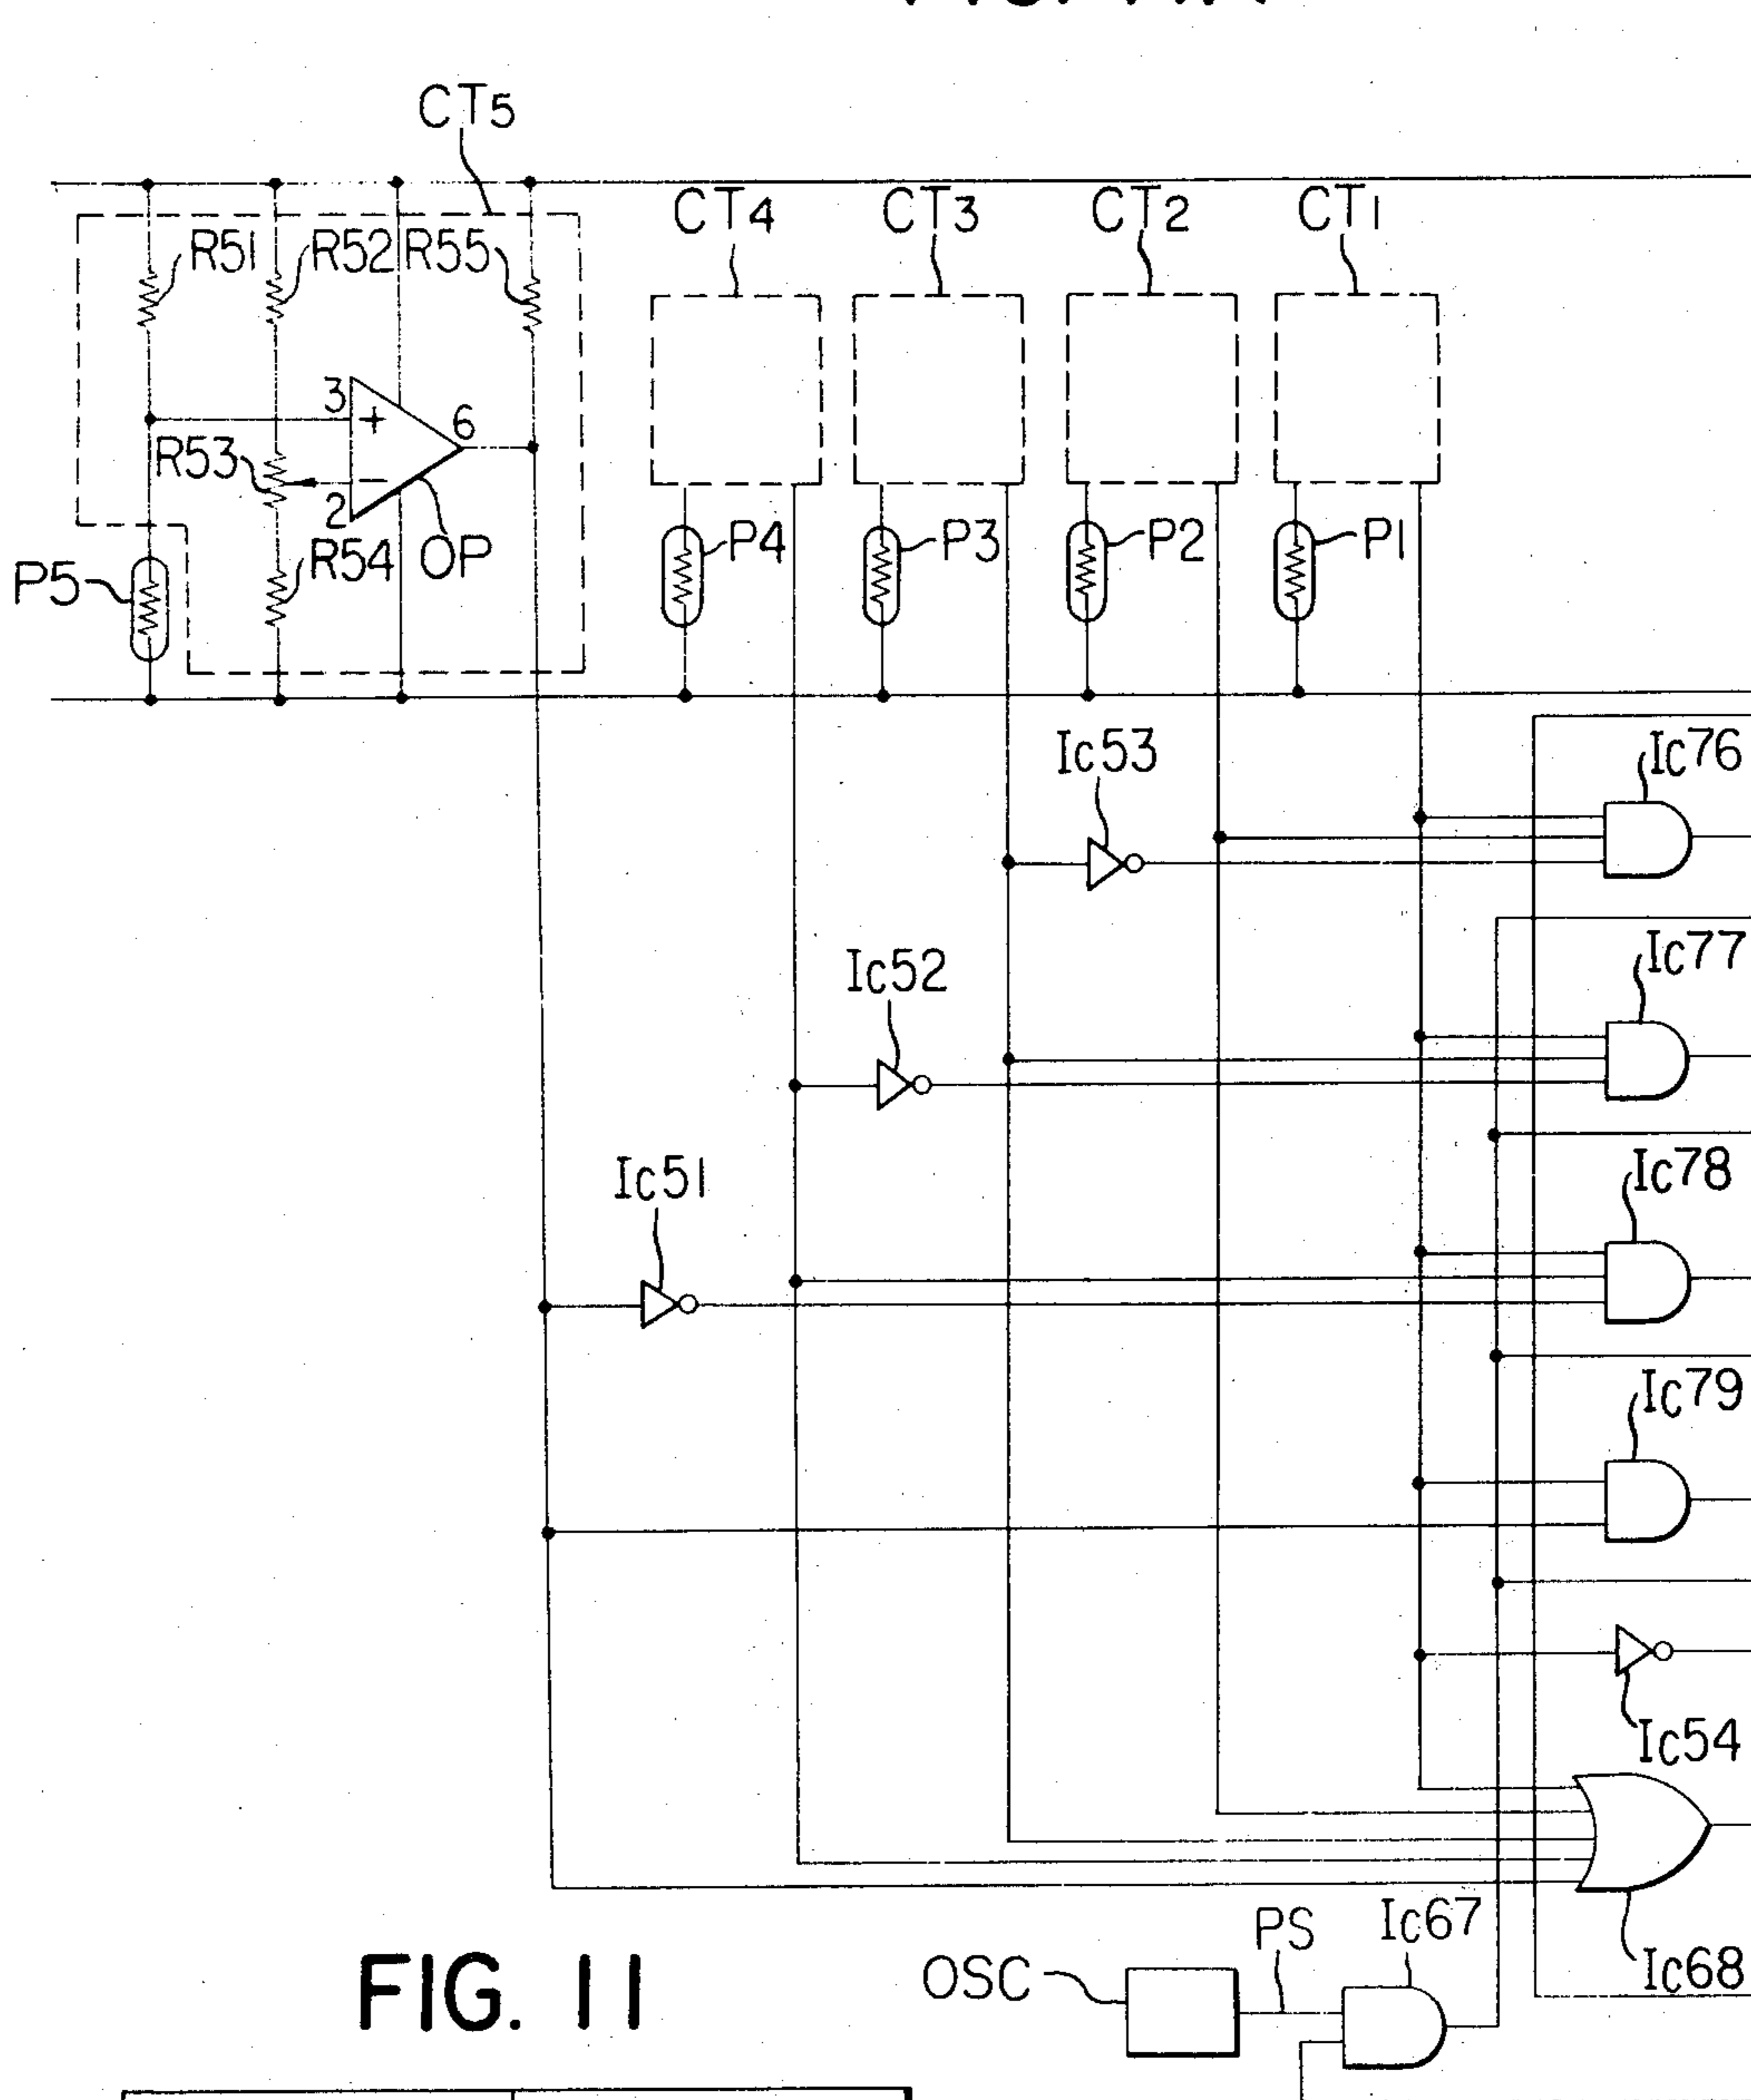 CT5
CT4
CT3
CT2
CT1
R51
R52
R55
3
+
6
R53
−
2
R54
OP
P5
P4
P3
P2
P1
Ic53
Ic76
Ic52
Ic77
Ic51
Ic78
Ic79
Ic54
Ic68
Ic67
PS
OSC
FIG. 11